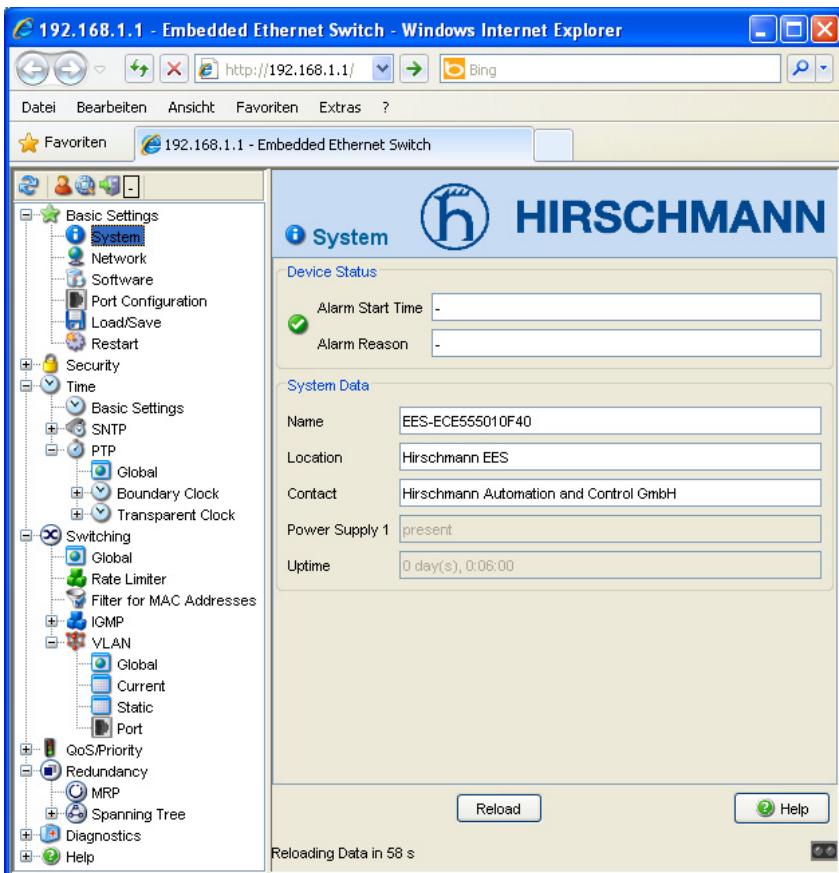 192.168.1.1 - Embedded Ethernet Switch - Windows Internet Explorer
http://192.168.1.1/
Bing
Datei Bearbeiten Ansicht Favoriten Extras ?
Favoriten
192.168.1.1 - Embedded Ethernet Switch
Basic Settings
System
Network
Software
Port Configuration
Load/Save
Restart
Security
Time
Basic Settings
SNTP
PTP
Global
Boundary Clock
Transparent Clock
Switching
Global
Rate Limiter
Filter for MAC Addresses
IGMP
VLAN
Global
Current
Static
Port
QoS/Priority
Redundancy
MRP
Spanning Tree
Diagnostics
Help
System
HIRSCHMANN
Device Status
Alarm Start Time -
Alarm Reason -
System Data
Name EES-ECE555010F40
Location Hirschmann EES
Contact Hirschmann Automation and Control GmbH
Power Supply 1 present
Uptime 0 day(s), 0:06:00
Reload
Help
Reloading Data in 58 s